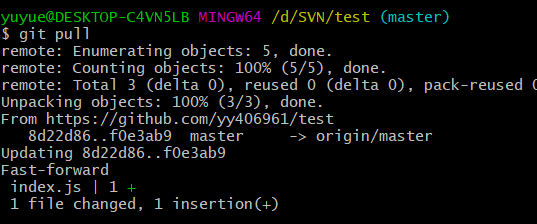 yuyue@DESKTOP-C4VN5LB MINGW64 /d/SVN/test (master)
$ git pull
remote: Enumerating objects: 5, done.
remote: Counting objects: 100% (5/5), done.
remote: Total 3 (delta 0), reused 0 (delta 0), pack-reused 0
Unpacking objects: 100% (3/3), done.
From https://github.com/yy406961/test
   8d22d86..f0e3ab9  master     -> origin/master
Updating 8d22d86..f0e3ab9
Fast-forward
 index.js | 1 +
 1 file changed, 1 insertion(+)